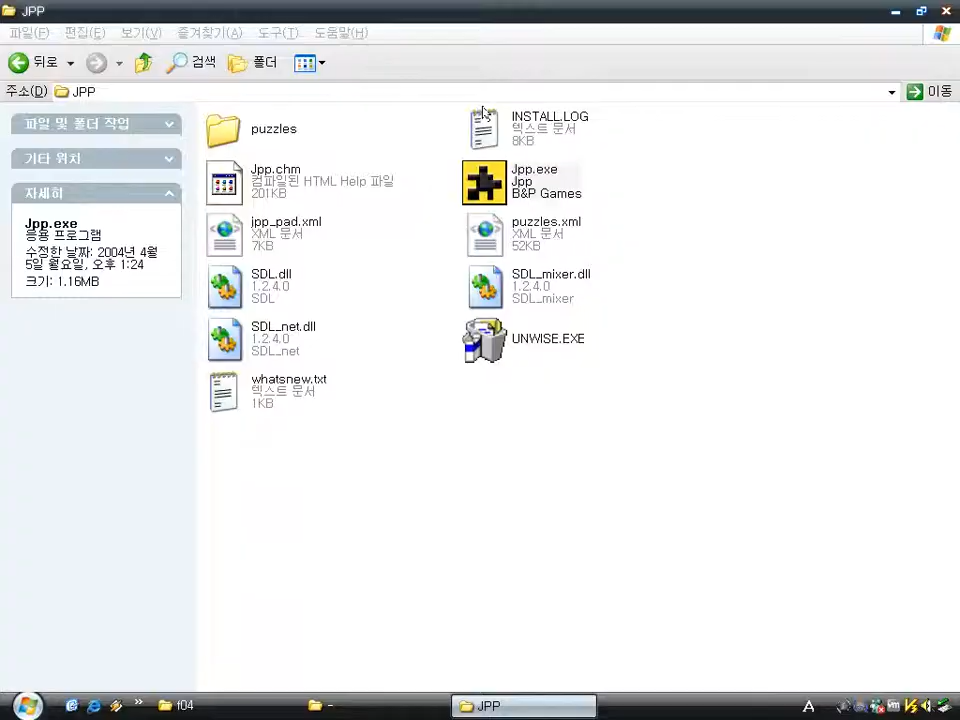 JPP
파일(F) 편집(E) 보기(V) 즐겨찾기(A) 도구(T) 도움말(H)
뒤로 검색 폴더
주소(D) JPP 이동
파일 및 폴더 작업
기타 위치
자세히
Jpp.exe
응용 프로그램
수정한 날짜: 2004년 4월
5일 월요일, 오후 1:24
크기: 1.16MB
puzzles
INSTALL.LOG
텍스트 문서
8KB
Jpp.chm
컴파일된 HTML Help 파일
201KB
Jpp.exe
Jpp
B&P Games
jpp_pad.xml
XML 문서
7KB
puzzles.xml
XML 문서
52KB
SDL.dll
1.2.4.0
SDL
SDL_mixer.dll
1.2.4.0
SDL_mixer
SDL_net.dll
1.2.4.0
SDL_net
UNWISE.EXE
whatsnew.txt
텍스트 문서
1KB
f04 - JPP A